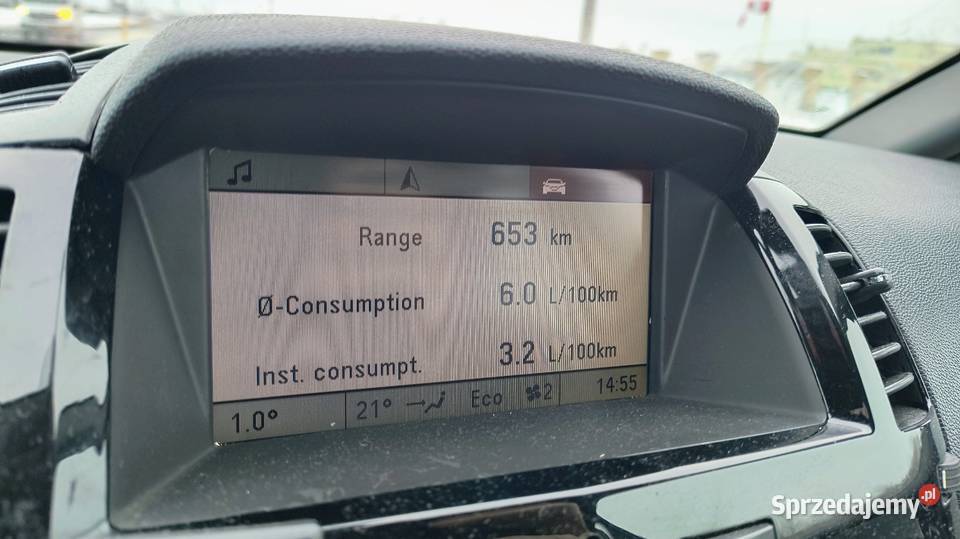 Range 653 km
Ø-Consumption 6.0 L/100km
Inst. consumpt. 3.2 L/100km
1.0° 21° Eco 2 14:55
Sprzedajemy.pl